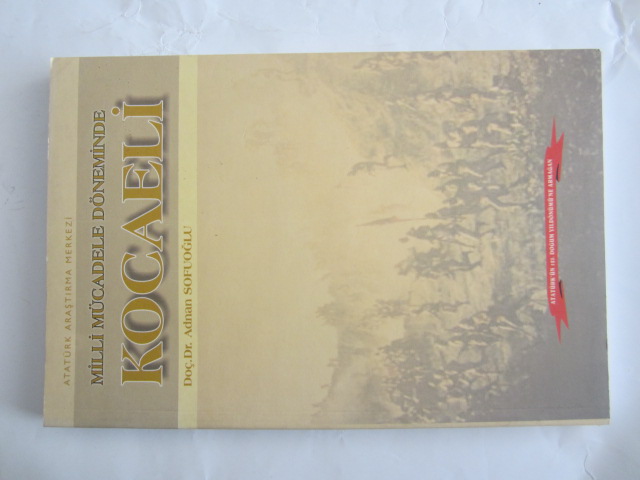 ATATÜRK ARAŞTIRMA MERKEZİ
MİLLİ MÜCADELE DÖNEMİNDE
KOCAELİ
Doç.Dr. Adnan SOFUOĞLU
ATATÜRK'ÜN DOĞUM YILDÖNÜMÜ'NE ARMAĞAN